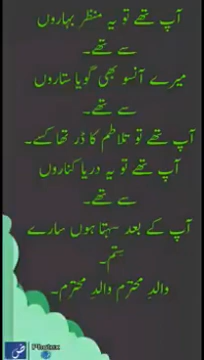 آپ تھے تو یہ منظر بہاروں
سے تھے۔
میرے آنسو بھی گویا ستاروں
سے تھے۔
آپ تھے تو تلاطم کا ڈر تھا کسے۔
آپ تھے تو یہ دریا کناروں
سے تھے۔
آپ کے بعد سہتا ہوں سارے
سِتم۔
والدِ محترم والدِ محترم۔